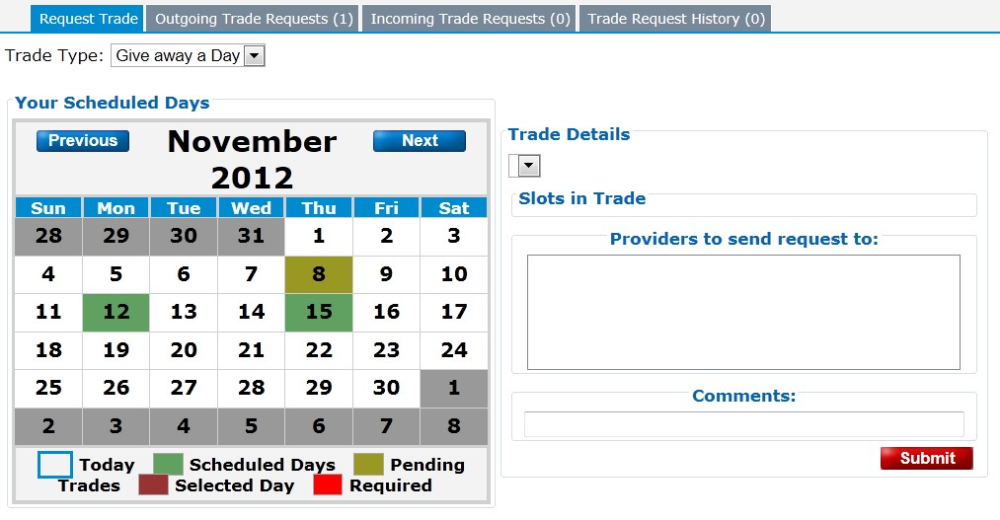 Request Trade Outgoing Trade Requests (1) Incoming Trade Requests (0) Trade Request History (0)
Trade Type: Give away a Day
Your Scheduled Days
Previous November 2012 Next
Sun Mon Tue Wed Thu Fri Sat
28 29 30 31 1 2 3
4 5 6 7 8 9 10
11 12 13 14 15 16 17
18 19 20 21 22 23 24
25 26 27 28 29 30 1
2 3 4 5 6 7 8
Today Scheduled Days Pending
Trades Selected Day Required
Trade Details
Slots in Trade
Providers to send request to:
Comments:
Submit